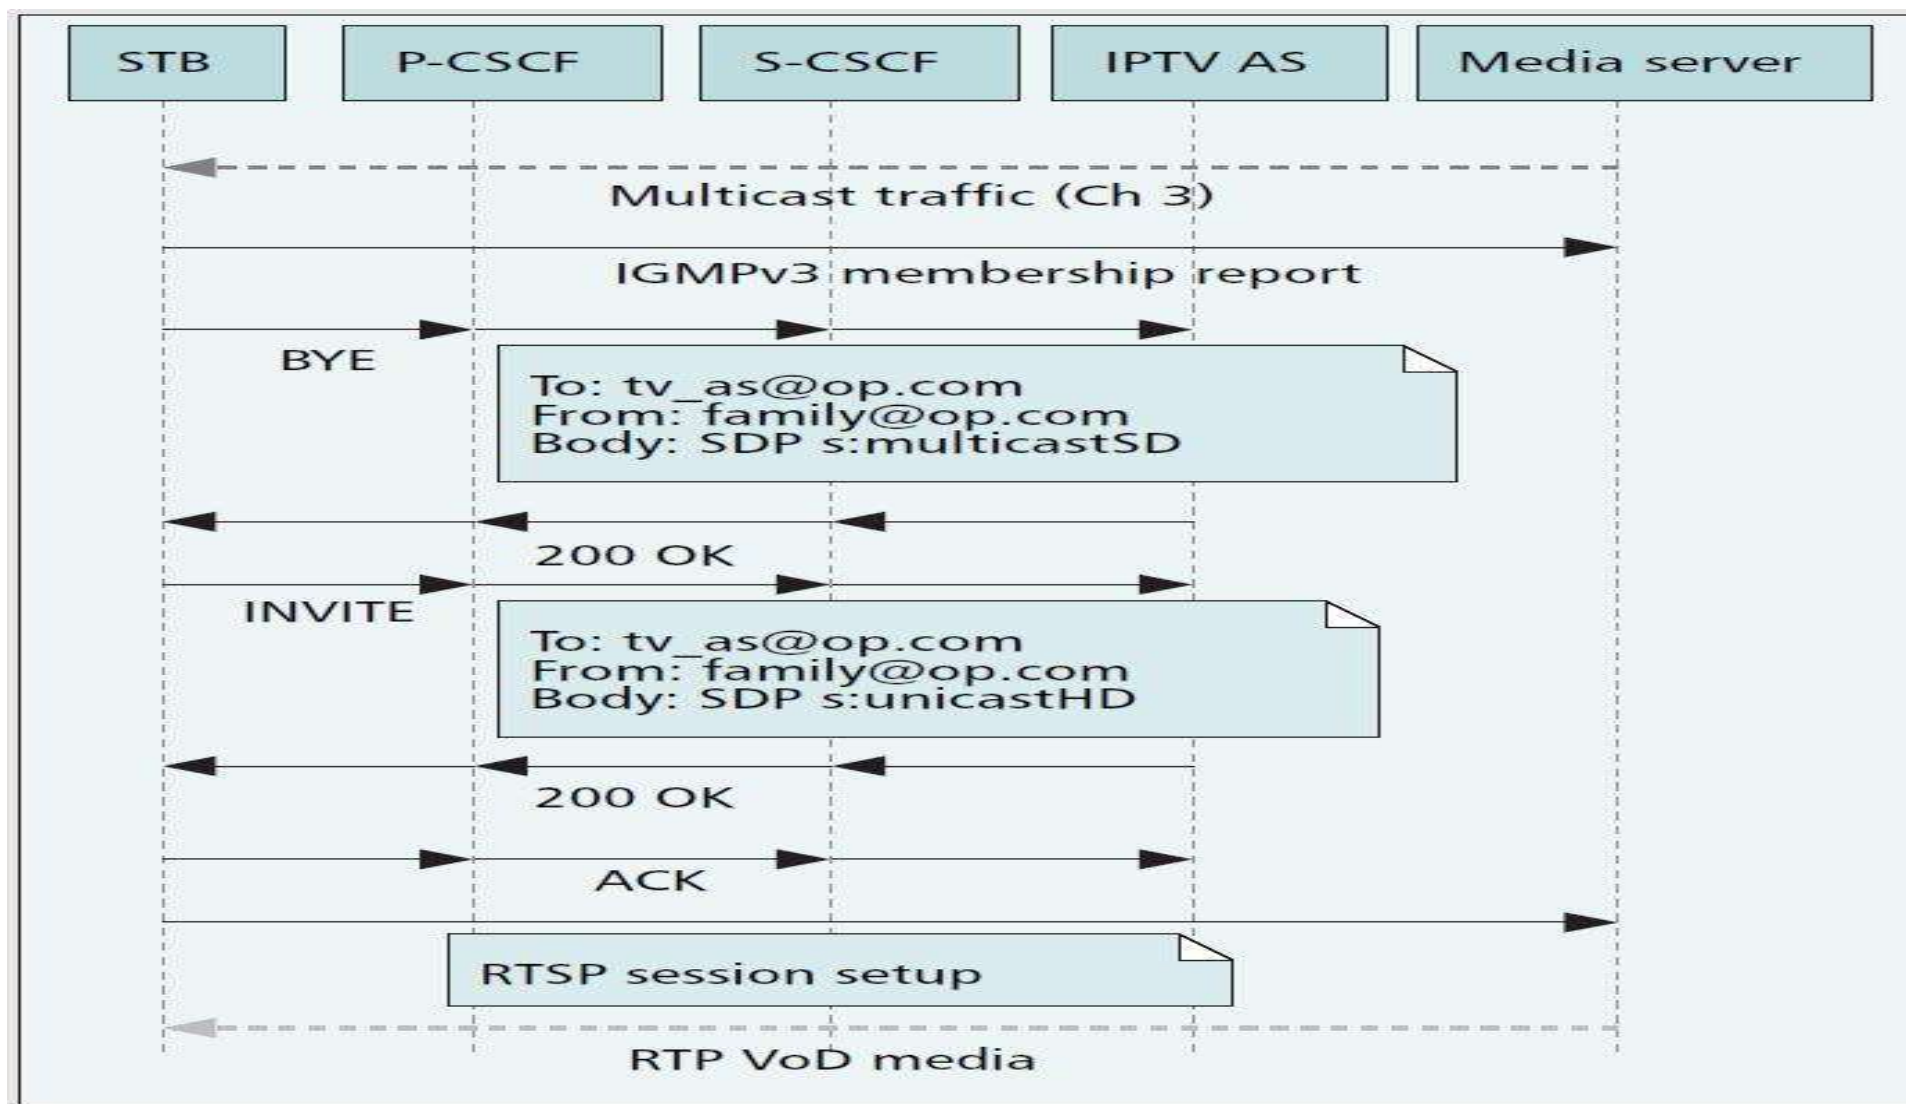 STB
P-CSCF
S-CSCF
IPTV AS
Media server
Multicast traffic (Ch 3)
IGMPv3 membership report
BYE
To: tv_as@op.com
From: family@op.com
Body: SDP s:multicastSD
200 OK
INVITE
To: tv_as@op.com
From: family@op.com
Body: SDP s:unicastHD
200 OK
ACK
RTSP session setup
RTP VoD media